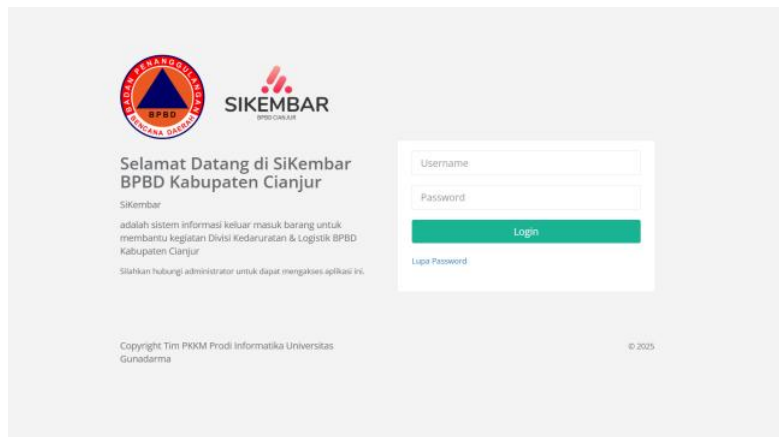 BADAN PENANGGULANGAN
BPBD
BENCANA DAERAH
SIKEMBAR
BPBD CIANJUR
Selamat Datang di SiKembar
BPBD Kabupaten Cianjur
SiKembar
adalah sistem informasi keluar masuk barang untuk
membantu kegiatan Divisi Kedaruratan & Logistik BPBD
Kabupaten Cianjur
Silahkan hubungi administrator untuk dapat mengakses aplikasi ini.
Username
Password
Login
Lupa Password
Copyright Tim PKKM Prodi Informatika Universitas
Gunadarma
© 2025